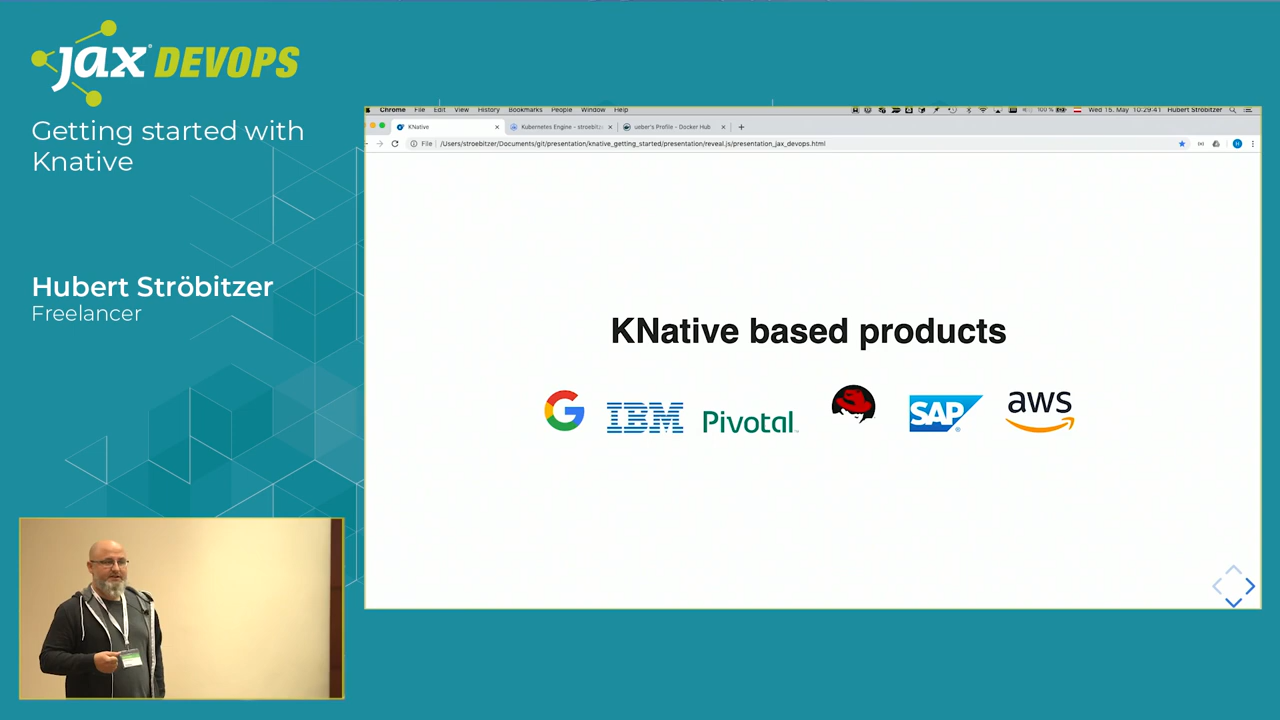 jax DEVOPS
Getting started with
Knative
Hubert Ströbitzer
Freelancer
Chrome File Edit View History Bookmarks People Window Help 100 % Wed 15. May 10:29:41 Hubert Strobitzer
KNative Kubernetes Engine - stroebitz ueber's Profile - Docker Hub
File /Users/stroebitzer/Documents/git/presentation/knative_getting_started/presentation/reveal.js/presentation_jax_devops.html
KNative based products
G IBM Pivotal SAP aws